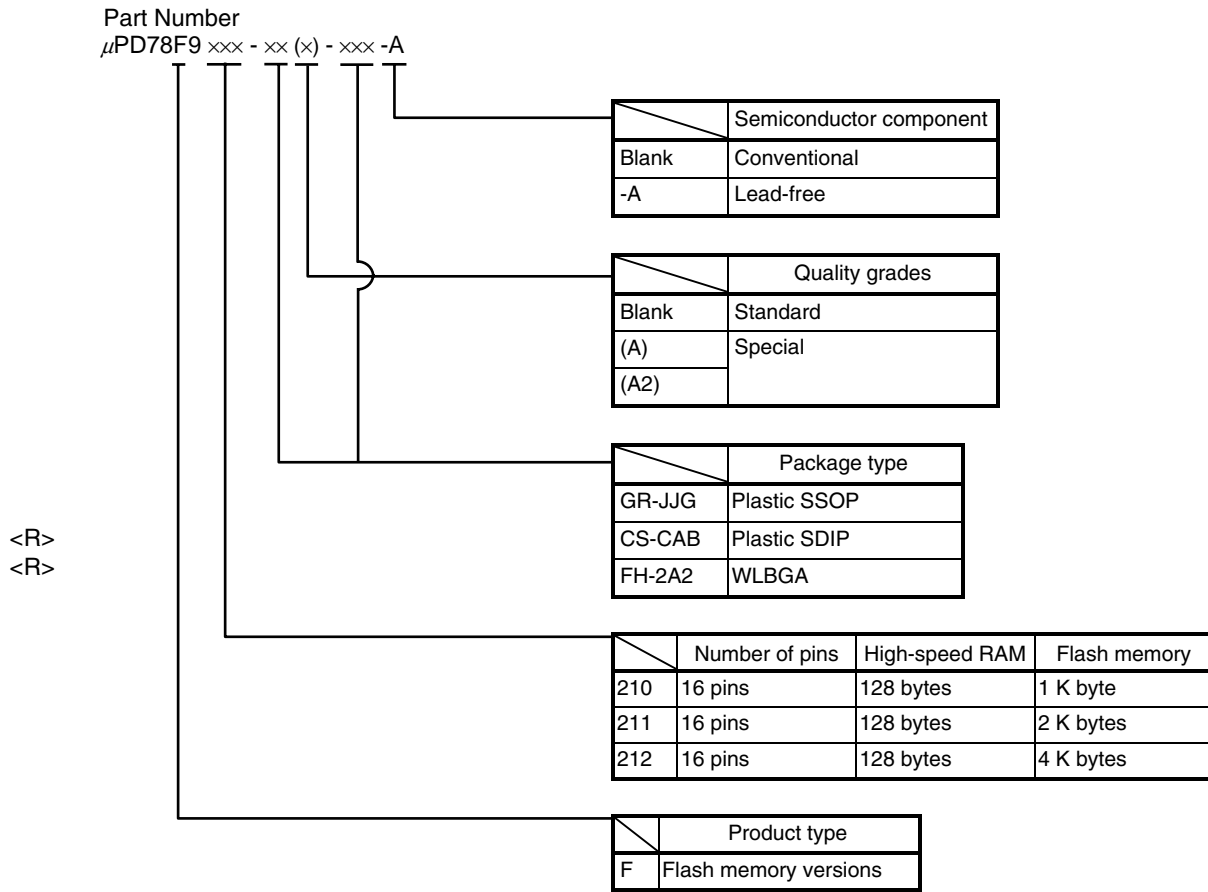 Part Number
μPD78F9 ××× - ×× (×) - ××× -A
Semiconductor component
Blank Conventional
-A Lead-free
Quality grades
Blank Standard
(A) Special
(A2)
Package type
GR-JJG Plastic SSOP
<R> CS-CAB Plastic SDIP
<R> FH-2A2 WLBGA
Number of pins High-speed RAM Flash memory
210 16 pins 128 bytes 1 K byte
211 16 pins 128 bytes 2 K bytes
212 16 pins 128 bytes 4 K bytes
Product type
F Flash memory versions